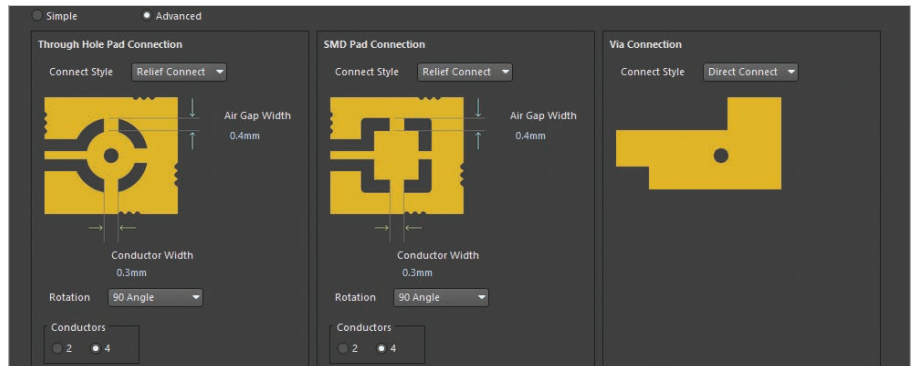 Simple
Advanced
Through Hole Pad Connection
Connect Style Relief Connect
Air Gap Width
0.4mm
Conductor Width
0.3mm
Rotation 90 Angle
Conductors
2 4
SMD Pad Connection
Connect Style Relief Connect
Air Gap Width
0.4mm
Conductor Width
0.3mm
Rotation 90 Angle
Conductors
2 4
Via Connection
Connect Style Direct Connect